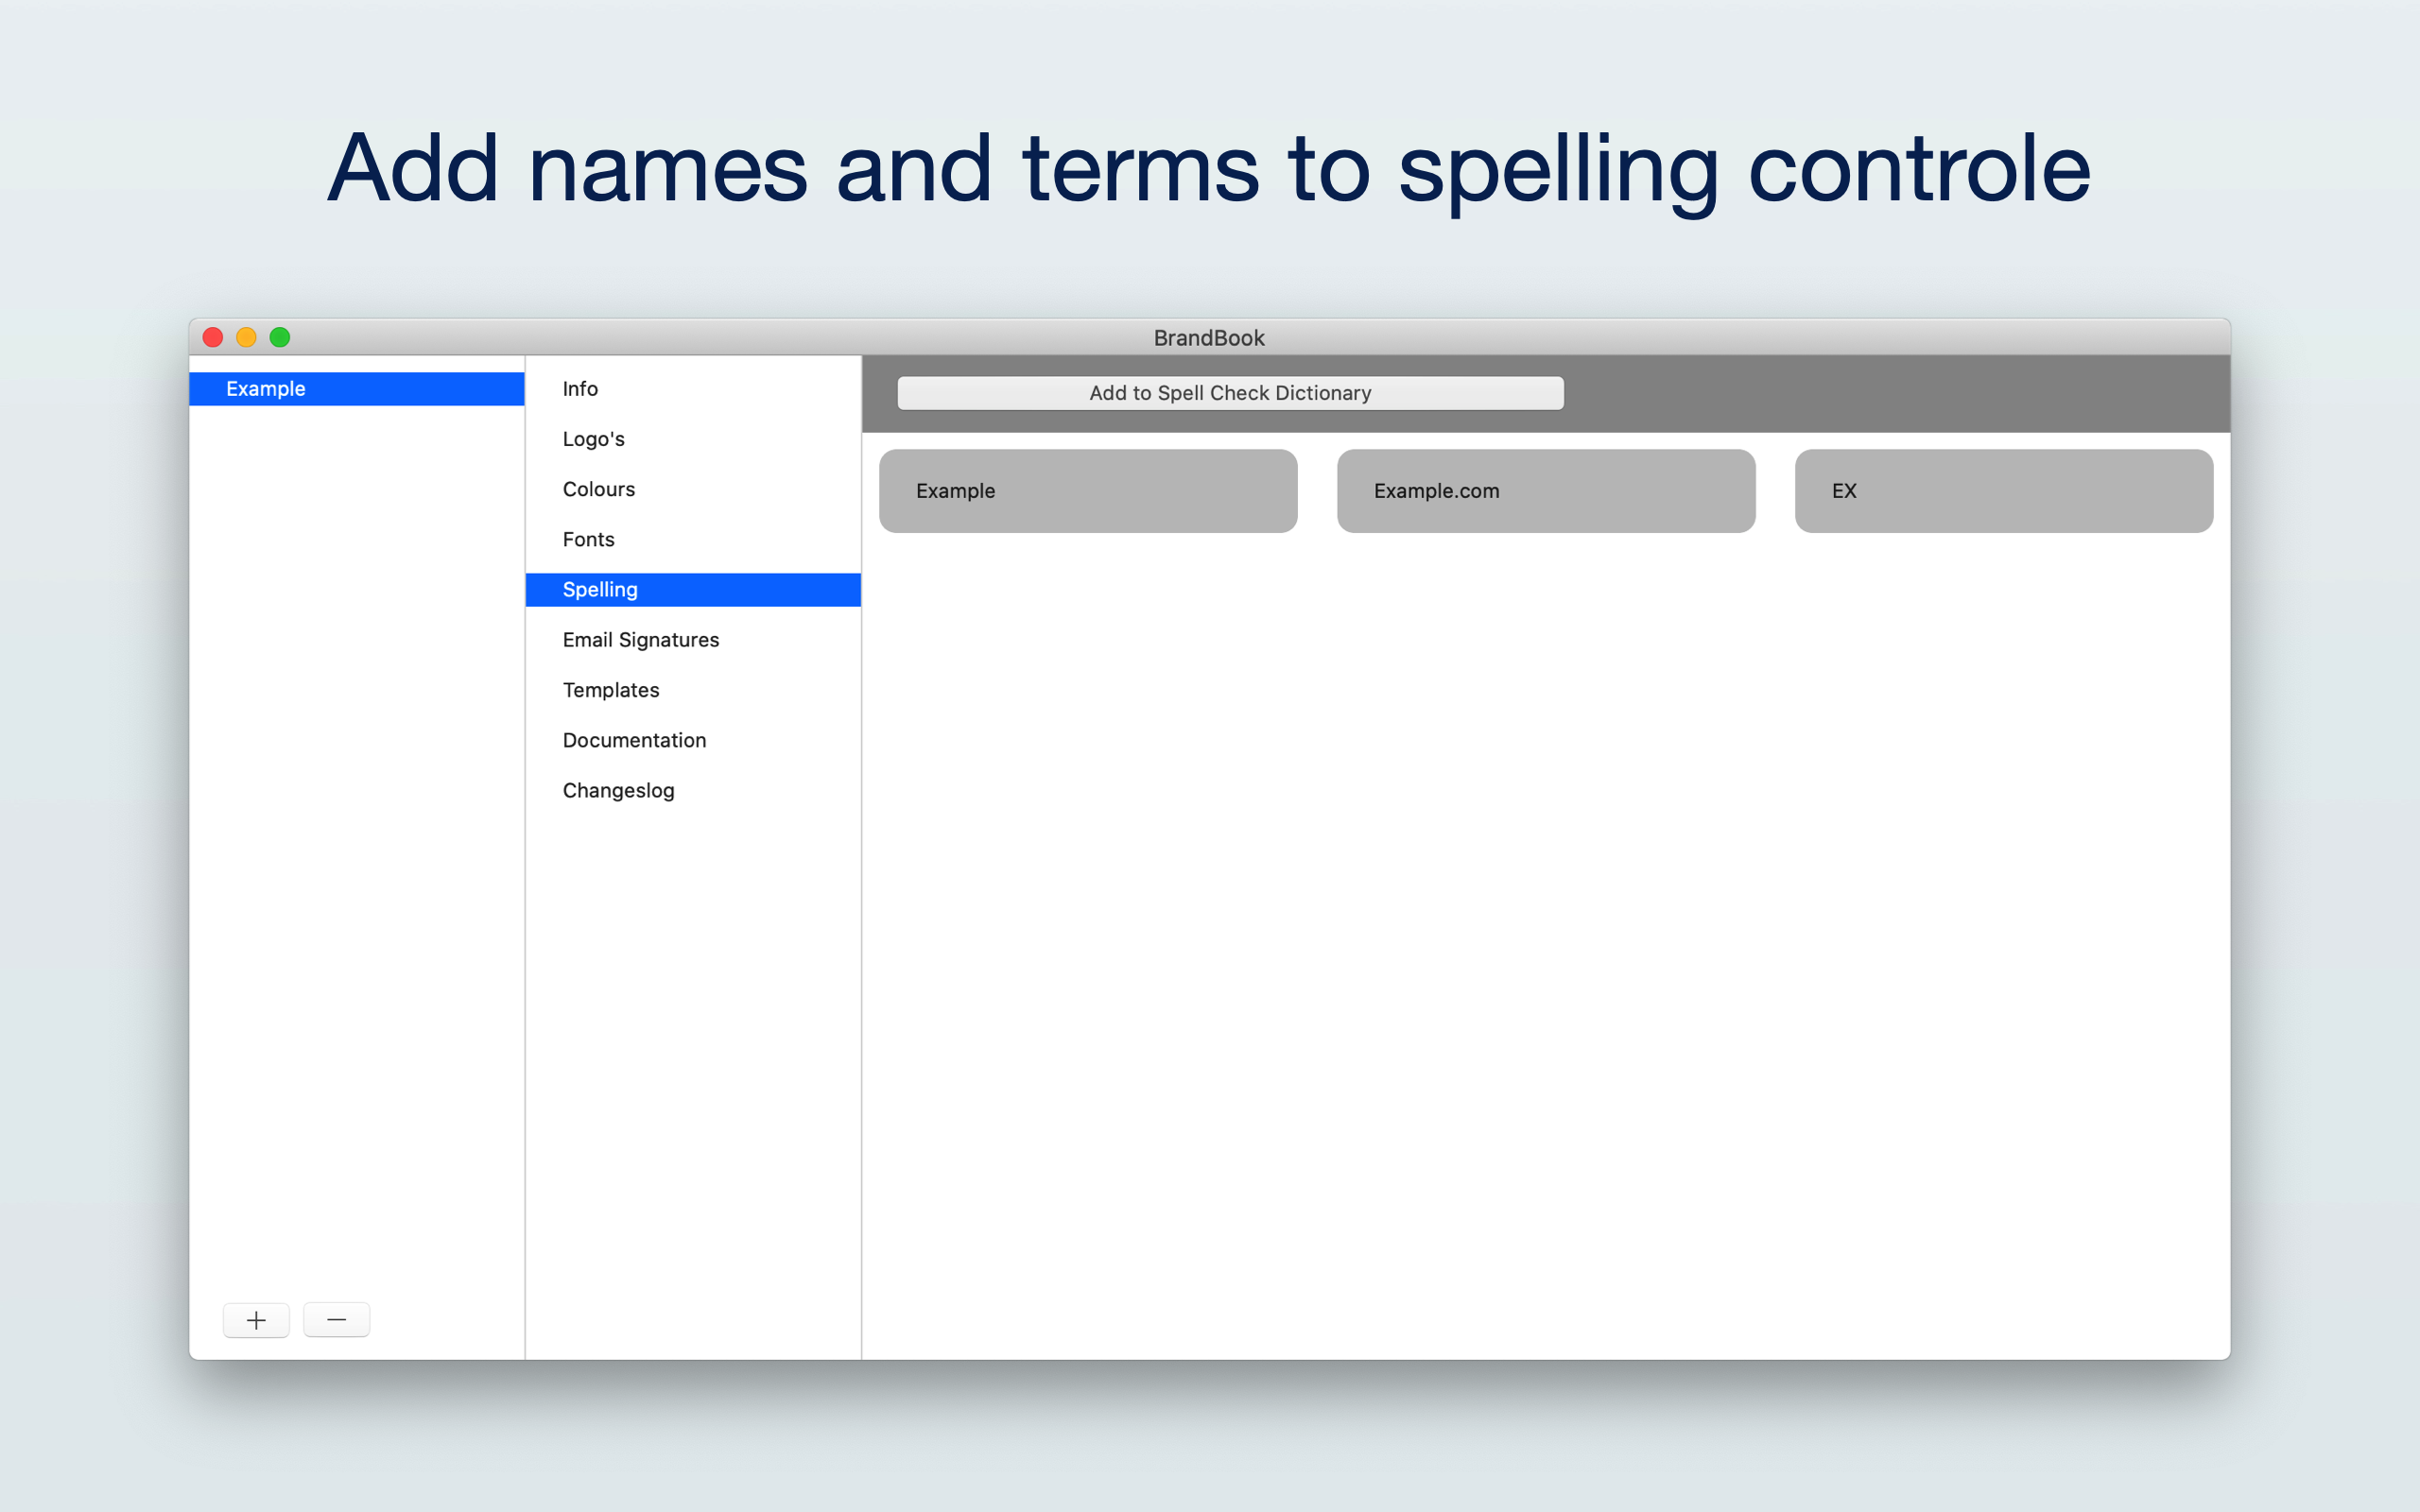 Add names and terms to spelling controle
BrandBook
Example
Info
Logo's
Colours
Fonts
Spelling
Email Signatures
Templates
Documentation
Changeslog
Add to Spell Check Dictionary
Example
Example.com
EX